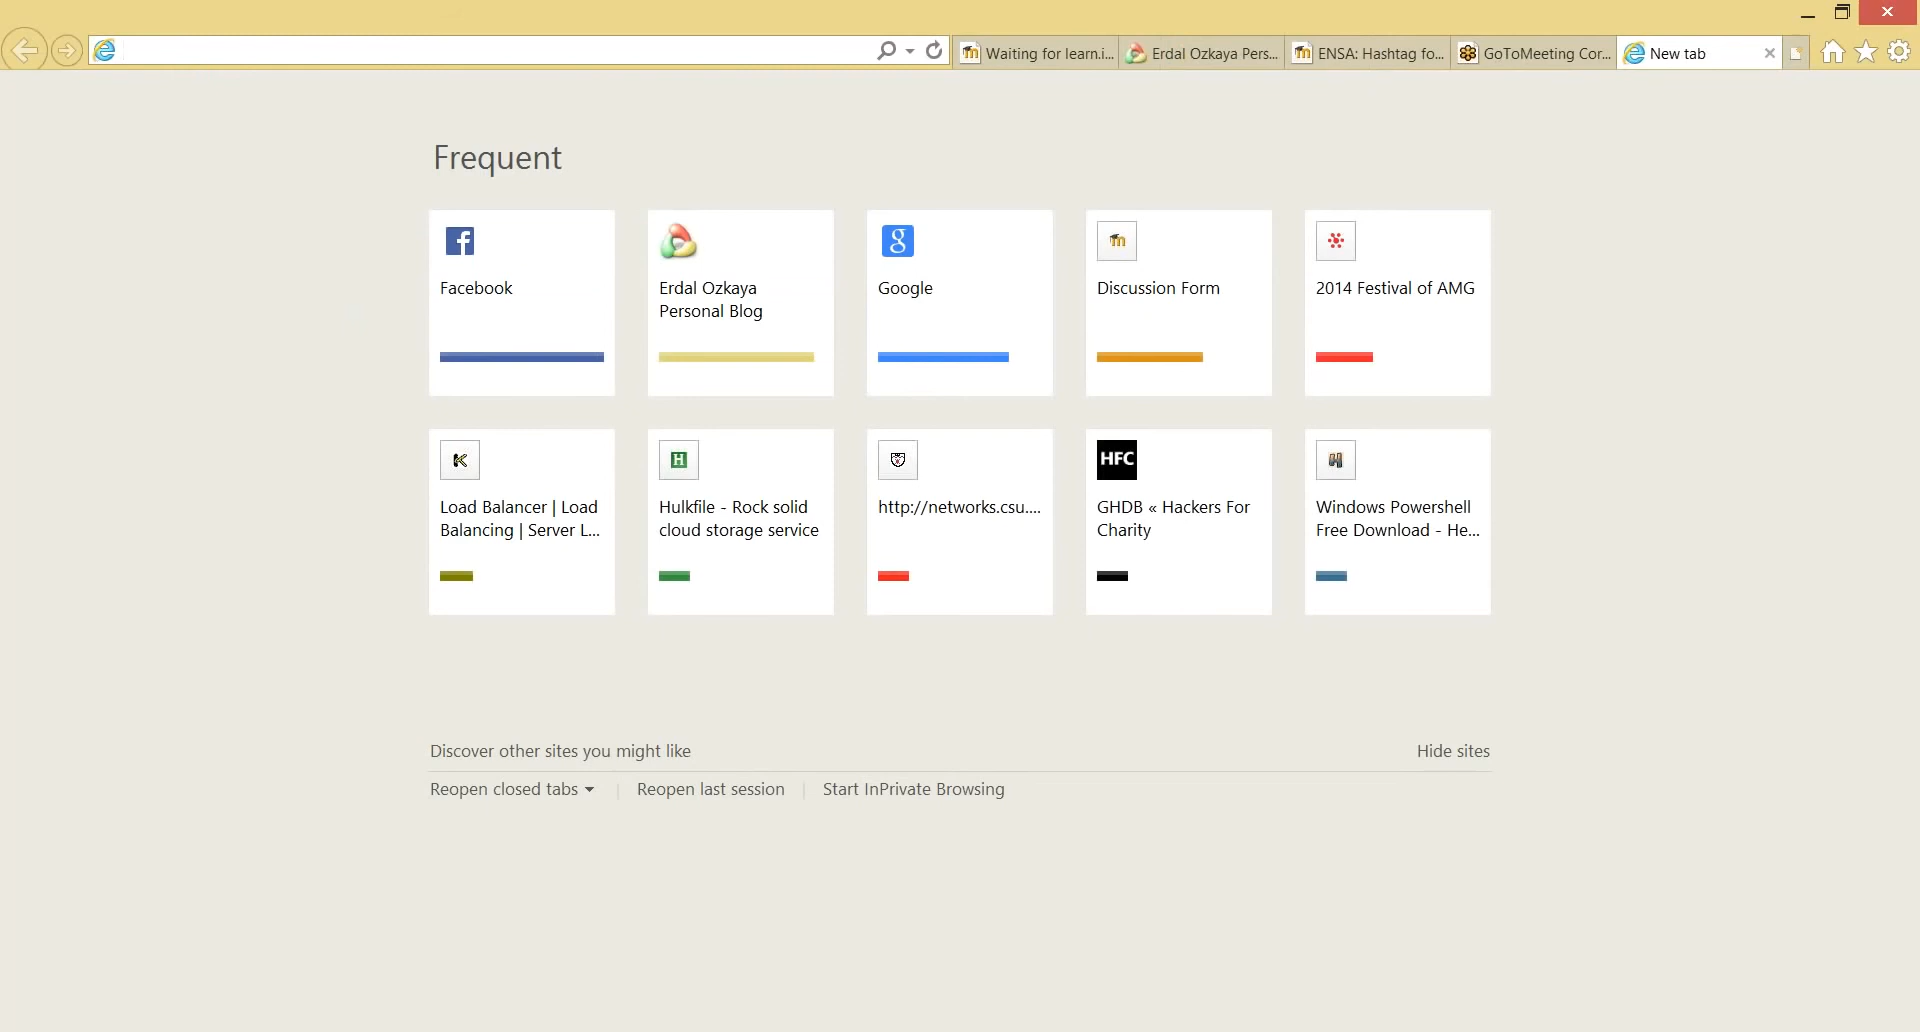 Waiting for learn.i...
Erdal Ozkaya Pers...
ENSA: Hashtag fo...
GoToMeeting Cor...
New tab
Frequent
Facebook
Erdal Ozkaya
Personal Blog
Google
Discussion Form
2014 Festival of AMG
Load Balancer | Load
Balancing | Server L...
H
Hulkfile - Rock solid
cloud storage service
http://networks.csu....
HFC
GHDB « Hackers For
Charity
Windows Powershell
Free Download - He...
Discover other sites you might like
Hide sites
Reopen closed tabs
Reopen last session
Start InPrivate Browsing